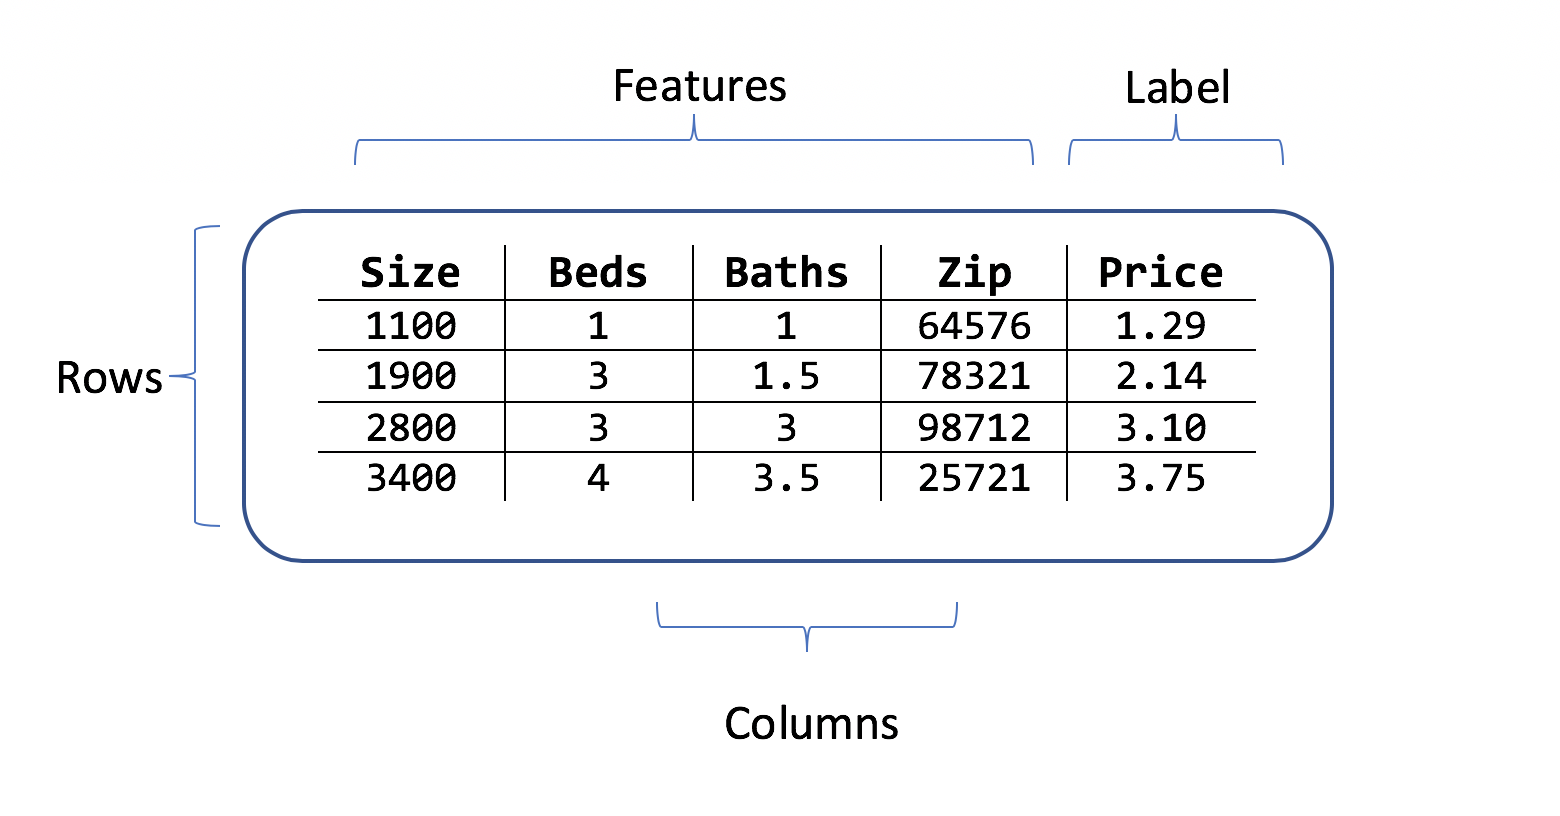 Features Label
Size Beds Baths Zip Price
1100 1 1 64576 1.29
Rows
1900 3 1.5 78321 2.14
2800 3 3 98712 3.10
3400 4 3.5 25721 3.75
Columns